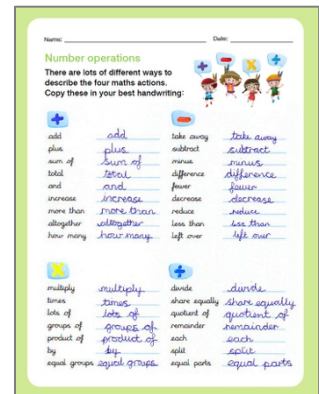 Name: Date:
Number operations
There are lots of different ways to
describe the four maths actions.
Copy these in your best handwriting:
+
add add
plus plus
sum of sum of
total total
and and
increase increase
more than more than
altogether altogether
how many how many
−
take away take away
subtract subtract
minus minus
difference difference
fewer fewer
decrease decrease
reduce reduce
less than less than
left over left over
×
multiply multiply
times times
lots of lots of
groups of groups of
product of product of
by by
equal groups equal groups
÷
divide divide
share equally share equally
quotient of quotient of
remainder remainder
each each
split split
equal parts equal parts